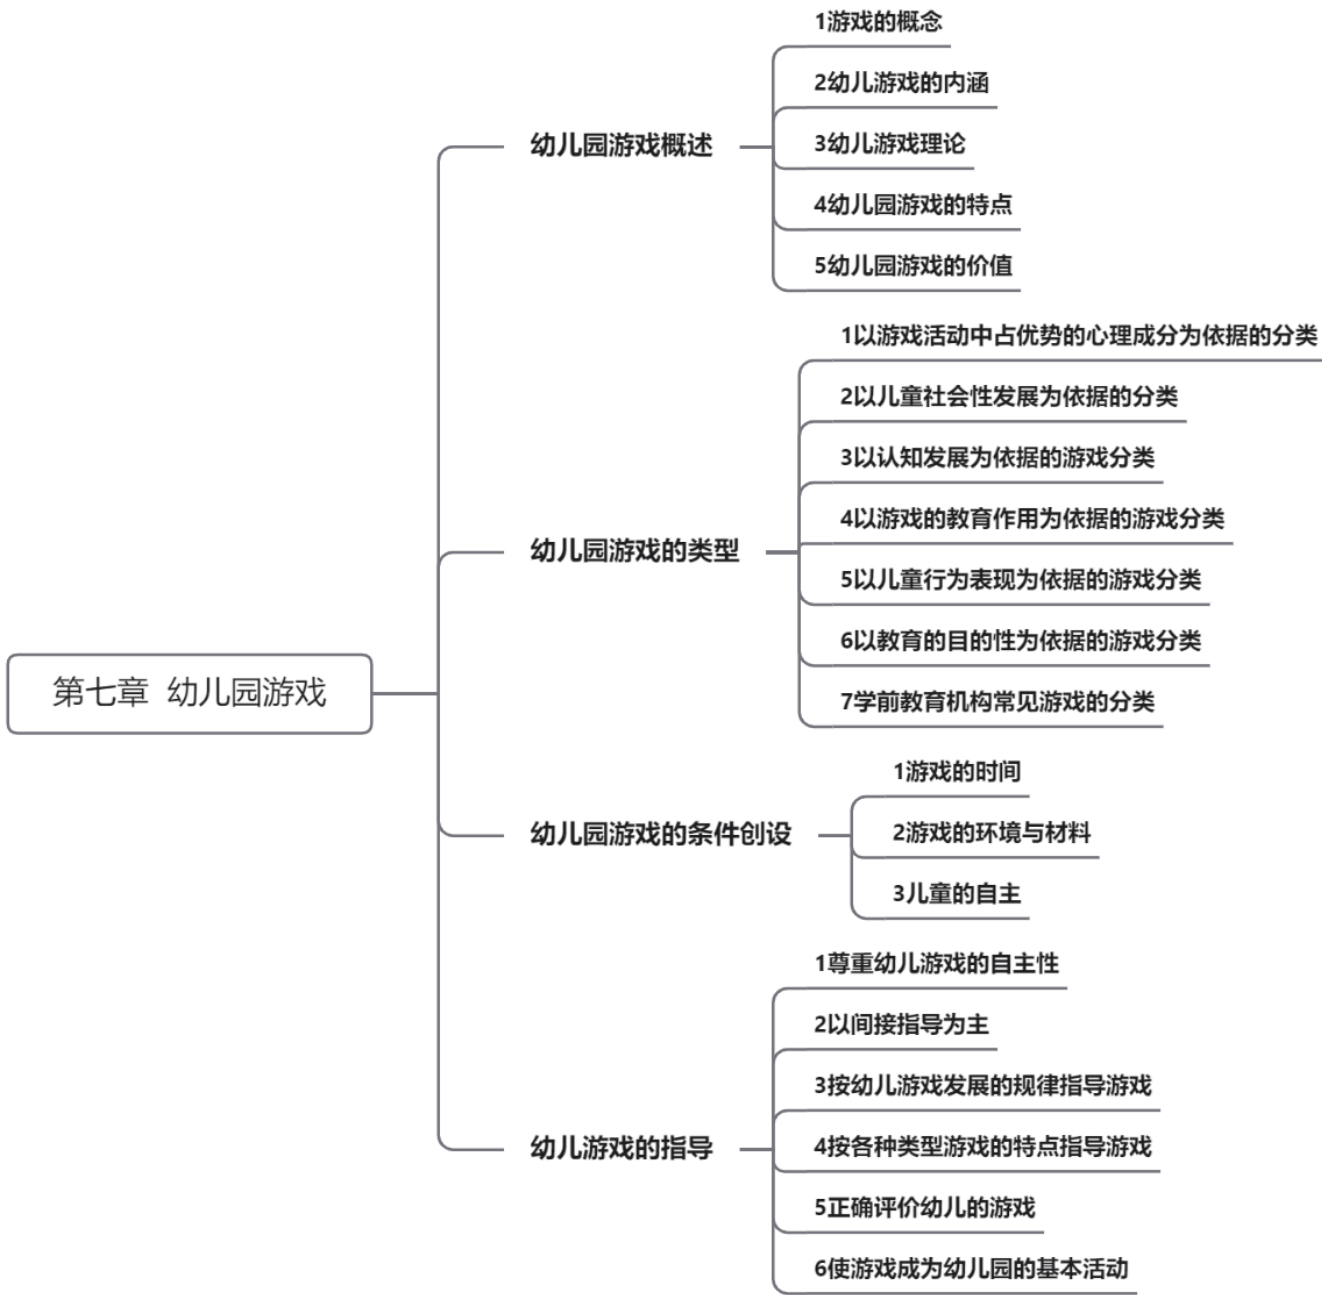 第七章 幼儿园游戏
幼儿园游戏概述
1游戏的概念
2幼儿游戏的内涵
3幼儿游戏理论
4幼儿园游戏的特点
5幼儿园游戏的价值
幼儿园游戏的类型
1以游戏活动中占优势的心理成分为依据的分类
2以儿童社会性发展为依据的分类
3以认知发展为依据的游戏分类
4以游戏的教育作用为依据的游戏分类
5以儿童行为表现为依据的游戏分类
6以教育的目的性为依据的游戏分类
7学前教育机构常见游戏的分类
幼儿园游戏的条件创设
1游戏的时间
2游戏的环境与材料
3儿童的自主
幼儿游戏的指导
1尊重幼儿游戏的自主性
2以间接指导为主
3按幼儿游戏发展的规律指导游戏
4按各种类型游戏的特点指导游戏
5正确评价幼儿的游戏
6使游戏成为幼儿园的基本活动